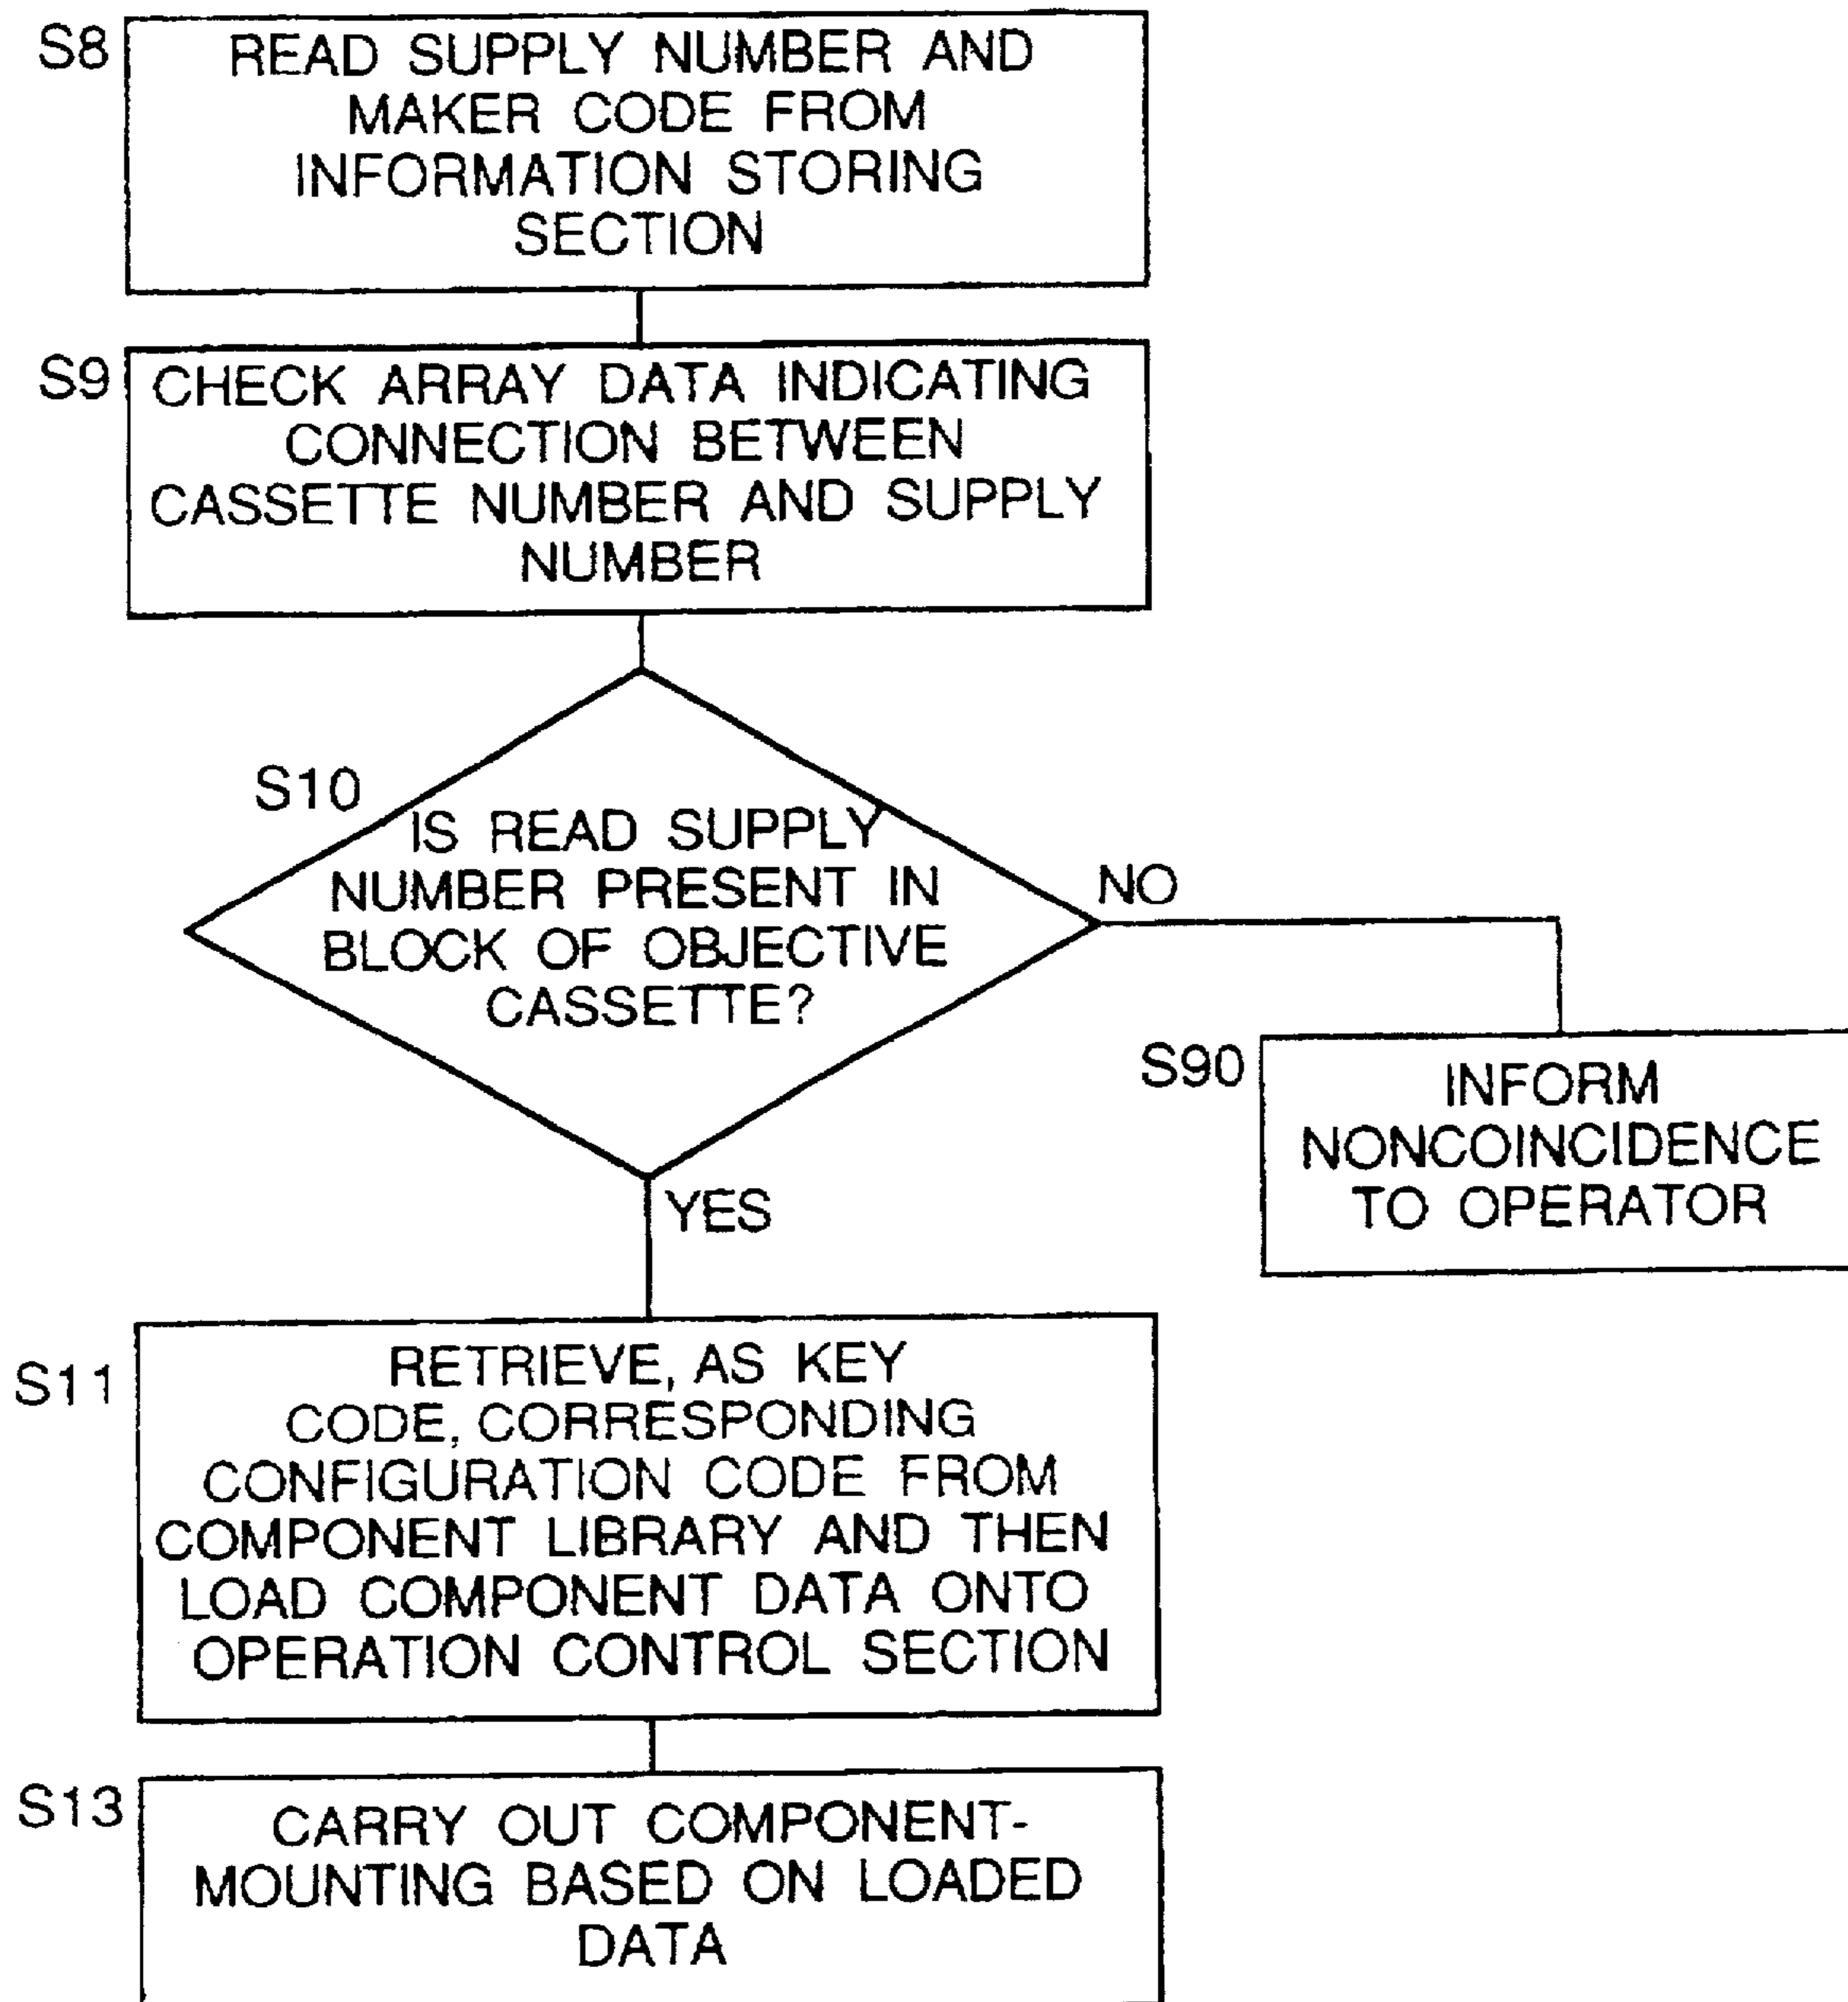 S8
READ SUPPLY NUMBER AND
MAKER CODE FROM
INFORMATION STORING
SECTION
S9
CHECK ARRAY DATA INDICATING
CONNECTION BETWEEN
CASSETTE NUMBER AND SUPPLY
NUMBER
S10
IS READ SUPPLY
NUMBER PRESENT IN
BLOCK OF OBJECTIVE
CASSETTE?
NO
S90
INFORM
NONCOINCIDENCE
TO OPERATOR
YES
S11
RETRIEVE, AS KEY
CODE, CORRESPONDING
CONFIGURATION CODE FROM
COMPONENT LIBRARY AND THEN
LOAD COMPONENT DATA ONTO
OPERATION CONTROL SECTION
S13
CARRY OUT COMPONENT-
MOUNTING BASED ON LOADED
DATA